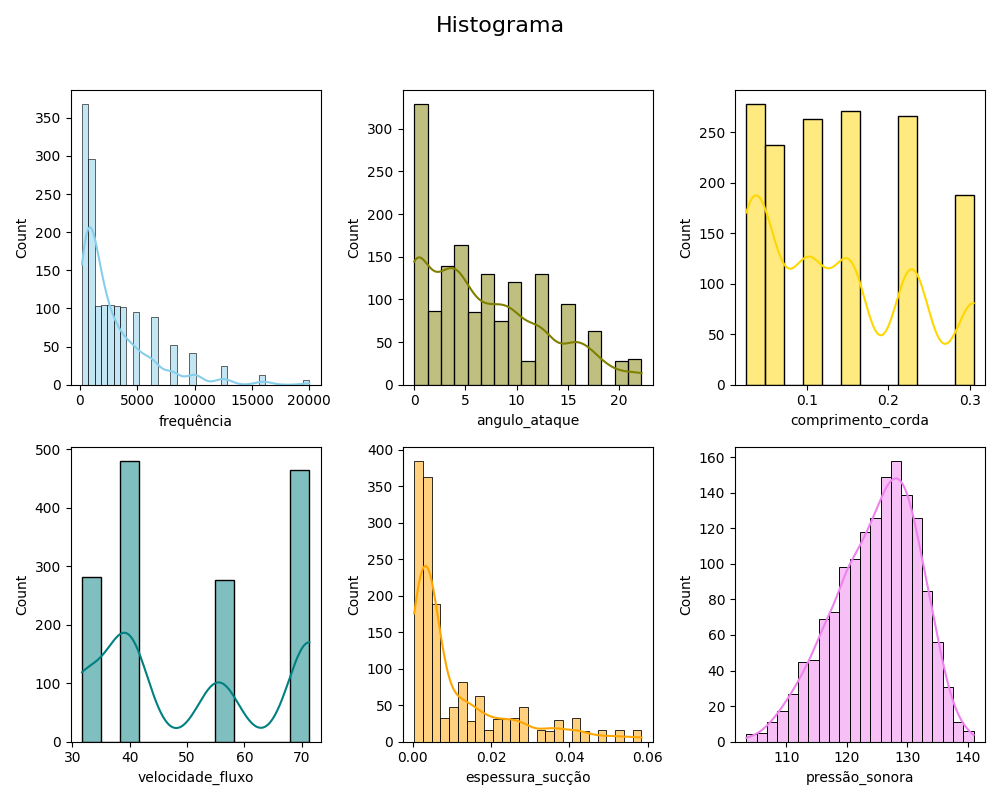 Histograma
350
300
250
200
150
100
50
0
Count
0 5000 10000 15000 20000
frequência
300
250
200
150
100
50
0
Count
0 5 10 15 20
angulo_ataque
250
200
150
100
50
0
Count
0.1 0.2 0.3
comprimento_corda
500
400
300
200
100
0
Count
30 40 50 60 70
velocidade_fluxo
400
350
300
250
200
150
100
50
0
Count
0.00 0.02 0.04 0.06
espessura_sucção
160
140
120
100
80
60
40
20
0
Count
110 120 130 140
pressão_sonora